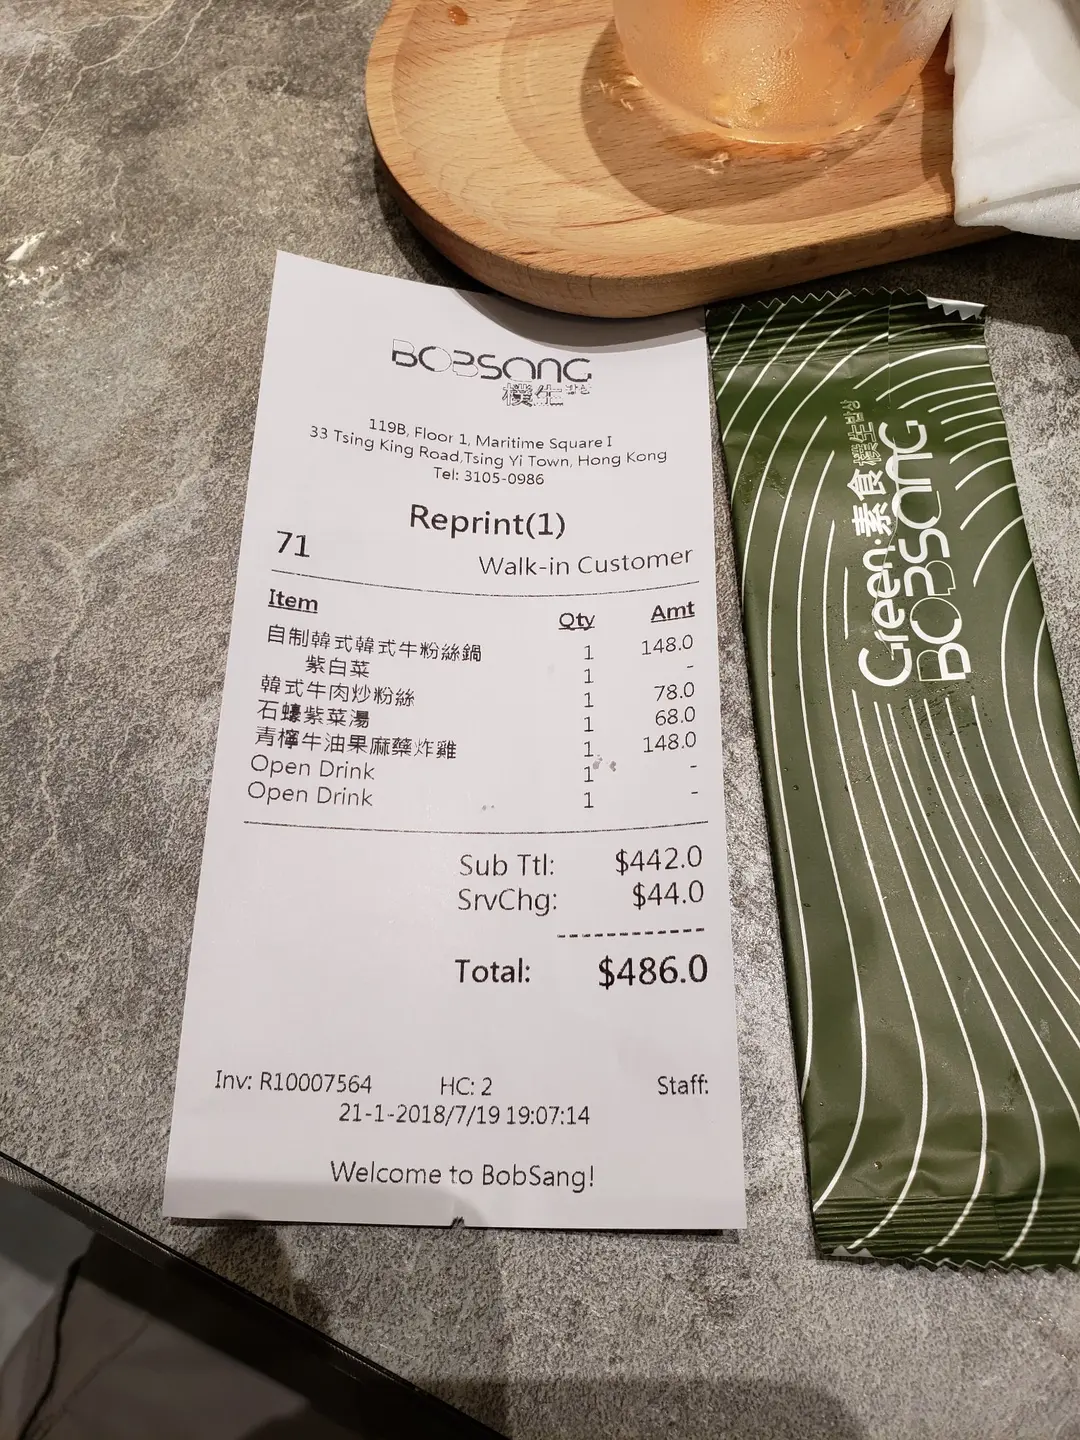 BOBSANG
樸生밥상
119B, Floor 1, Maritime Square I
33 Tsing King Road,Tsing Yi Town, Hong Kong
Tel: 3105-0986
Reprint(1)
71
Walk-in Customer
Item Qty Amt
自制韓式韓式牛粉絲鍋 1 148.0
紫白菜 1 -
韓式牛肉炒粉絲 1 78.0
石蠔紫菜湯 1 68.0
青檸牛油果麻藥炸雞 1 148.0
Open Drink 1 -
Open Drink 1 -
Sub Ttl: $442.0
SrvChg: $44.0
Total: $486.0
Inv: R10007564 HC: 2 Staff:
21-1-2018/7/19 19:07:14
Welcome to BobSang!
Green·素食樸生밥상
BOBSANG